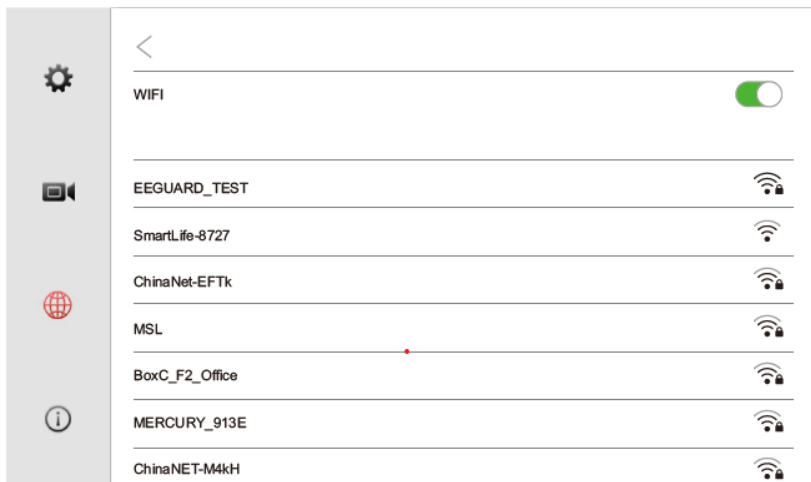 WIFI
EEGUARD_TEST
SmartLife-8727
ChinaNet-EFTk
MSL
BoxC_F2_Office
MERCURY_913E
ChinaNET-M4kH